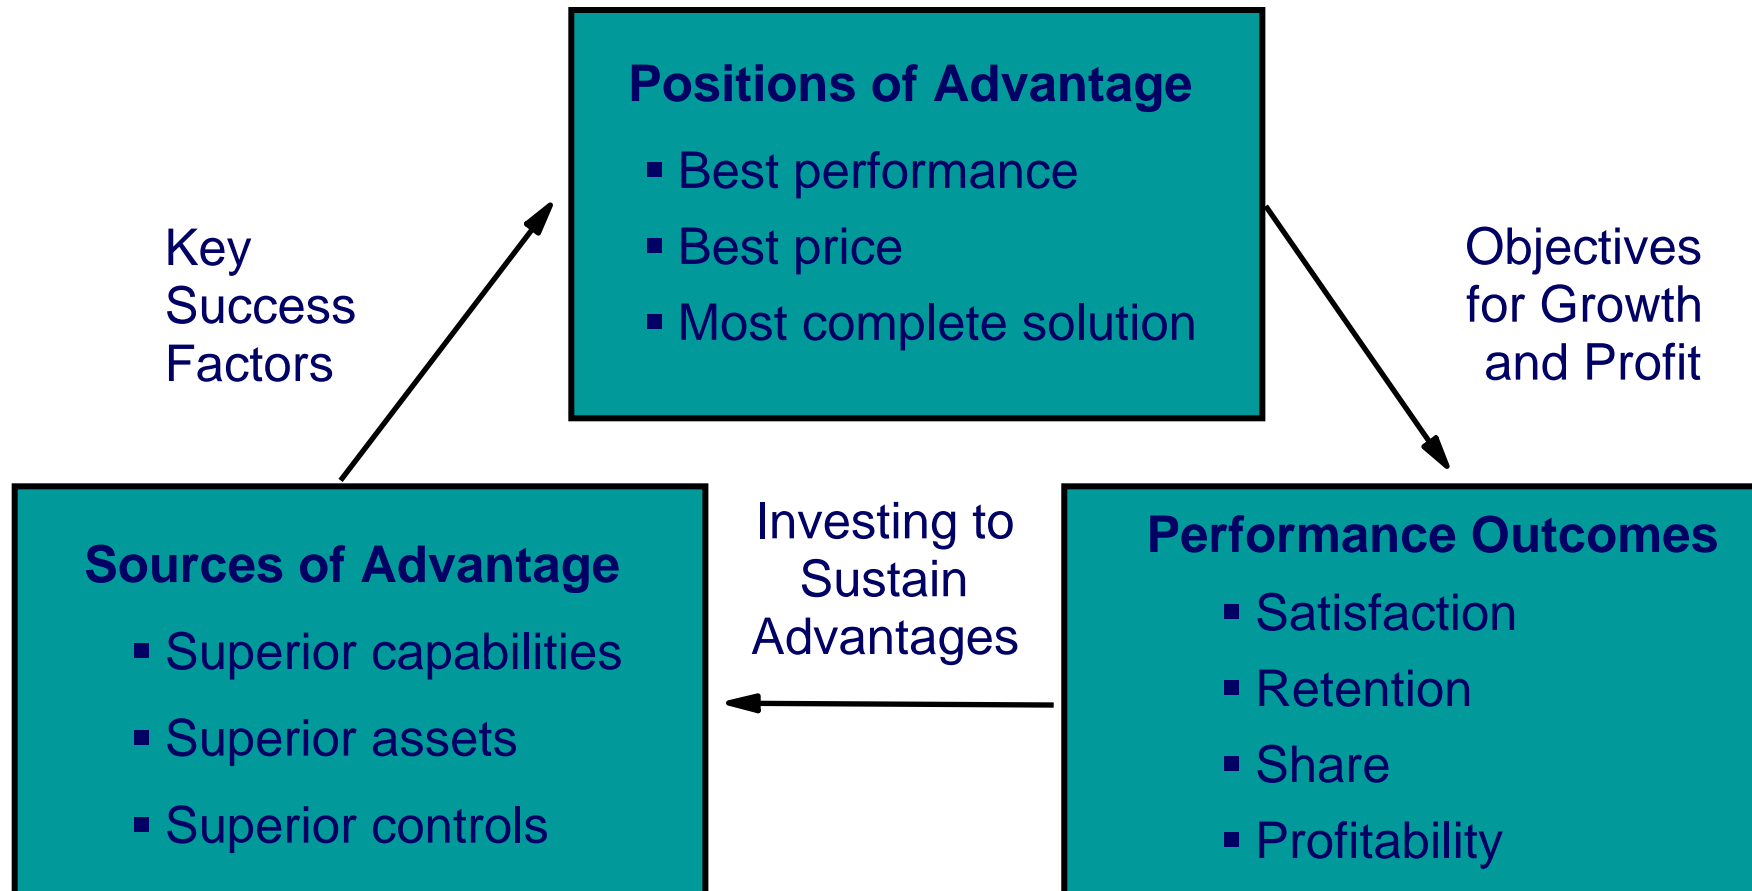 Positions of Advantage
▪ Best performance
▪ Best price
▪ Most complete solution
Key
Success
Factors
Objectives
for Growth
and Profit
Sources of Advantage
▪ Superior capabilities
▪ Superior assets
▪ Superior controls
Investing to
Sustain
Advantages
Performance Outcomes
▪ Satisfaction
▪ Retention
▪ Share
▪ Profitability